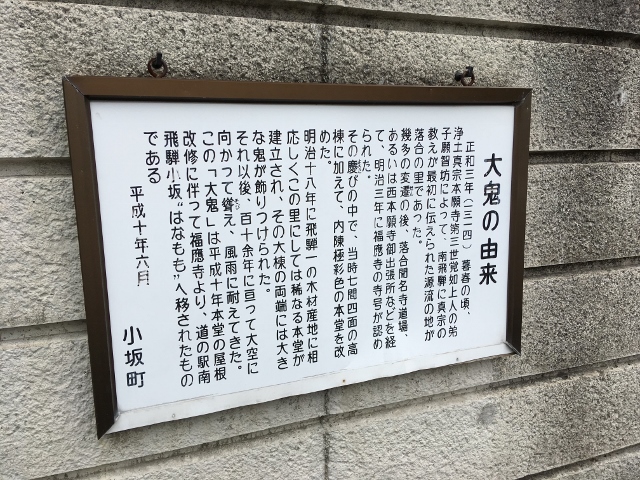 大鬼の由来
正和三年(一三一四)暮春の頃、
浄土真宗本願寺第三世覚如上人の弟
子願智坊によって、南飛騨に真宗の
教えが最初に伝えられた源流の地が
落合の里であった。
幾多の変遷の後、落合聞名寺道場、
あるいは西本願寺御出張所などを経
て、明治三年に福應寺の寺号が認め
られた。
その慶びの中で、当時七間四面の高
棟に加えて、内陳極彩色の本堂を改
めた。
明治十八年に飛騨一の木材産地に相
応しくこの里にしては稀なる本堂が
建立され、その大棟の両端には大き
な鬼が飾りつけられた。
それ以後、百十余年に亘って大空に
向かって聳え、風雨に耐えてきた。
この「大鬼」は平成十年本堂の屋根
改修に伴って福應寺より、道の駅南
飛騨小坂"はなもも"へ移されたもの
である
平成十年六月
小坂町